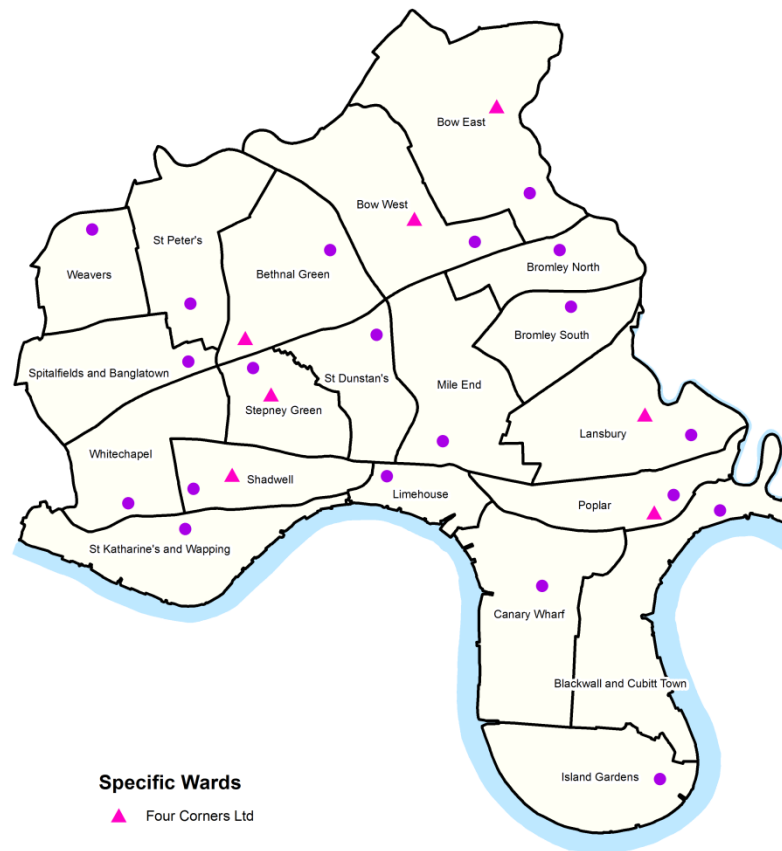 Bow East
Bow West
St Peter's
Weavers
Bethnal Green
Bromley North
Bromley South
Spitalfields and Banglatown
St Dunstan's
Mile End
Stepney Green
Lansbury
Whitechapel
Shadwell
Limehouse
Poplar
St Katharine's and Wapping
Canary Wharf
Blackwall and Cubitt Town
Island Gardens
Specific Wards
Four Corners Ltd